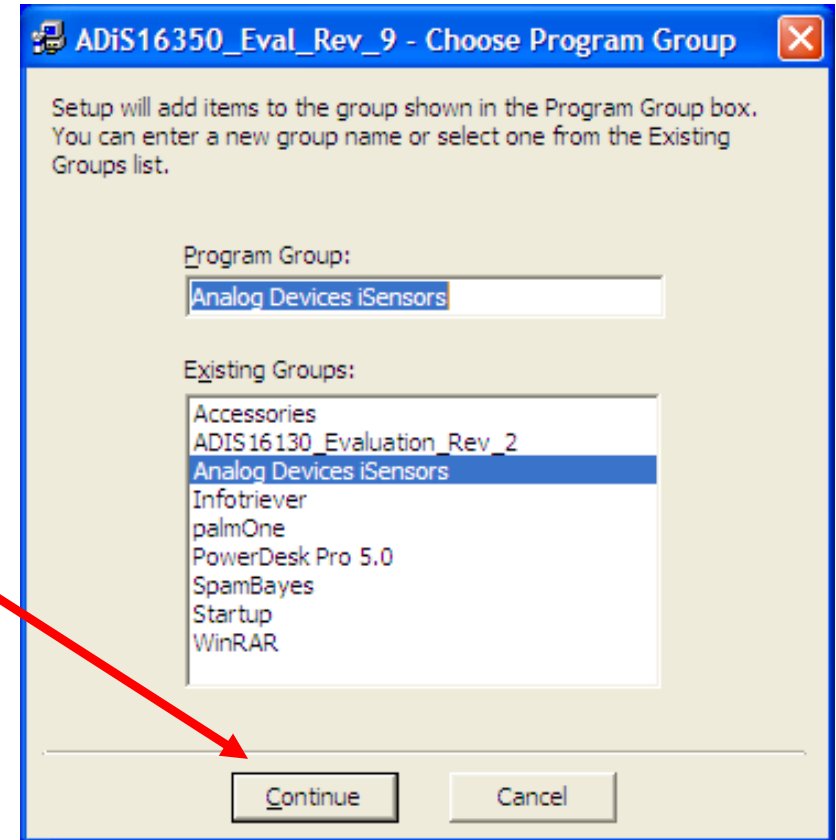 ADiS16350_Eval_Rev_9 - Choose Program Group
Setup will add items to the group shown in the Program Group box.
You can enter a new group name or select one from the Existing
Groups list.
Program Group:
Analog Devices iSensors
Existing Groups:
Accessories
ADIS16130_Evaluation_Rev_2
Analog Devices iSensors
Infotriever
palmOne
PowerDesk Pro 5.0
SpamBayes
Startup
WinRAR
Continue Cancel